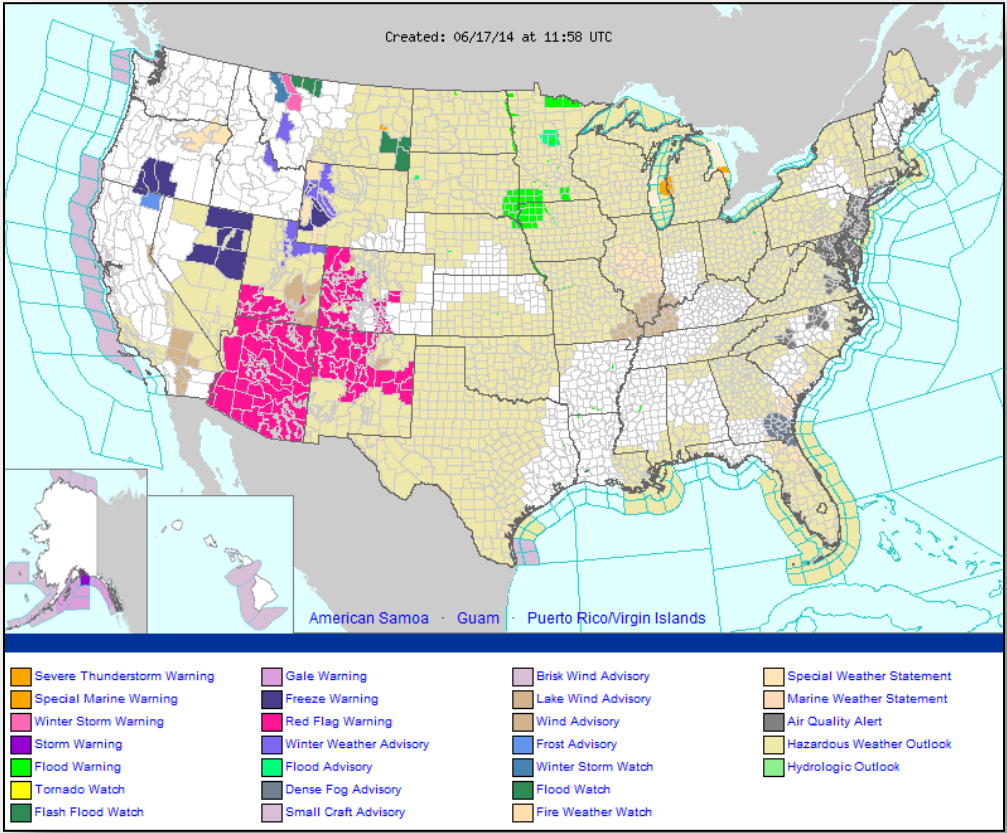 Created: 06/17/14 at 11:58 UTC
American Samoa · Guam · Puerto Rico/Virgin Islands
Severe Thunderstorm Warning
Special Marine Warning
Winter Storm Warning
Storm Warning
Flood Warning
Tornado Watch
Flash Flood Watch
Gale Warning
Freeze Warning
Red Flag Warning
Winter Weather Advisory
Flood Advisory
Dense Fog Advisory
Small Craft Advisory
Brisk Wind Advisory
Lake Wind Advisory
Wind Advisory
Frost Advisory
Winter Storm Watch
Flood Watch
Fire Weather Watch
Special Weather Statement
Marine Weather Statement
Air Quality Alert
Hazardous Weather Outlook
Hydrologic Outlook